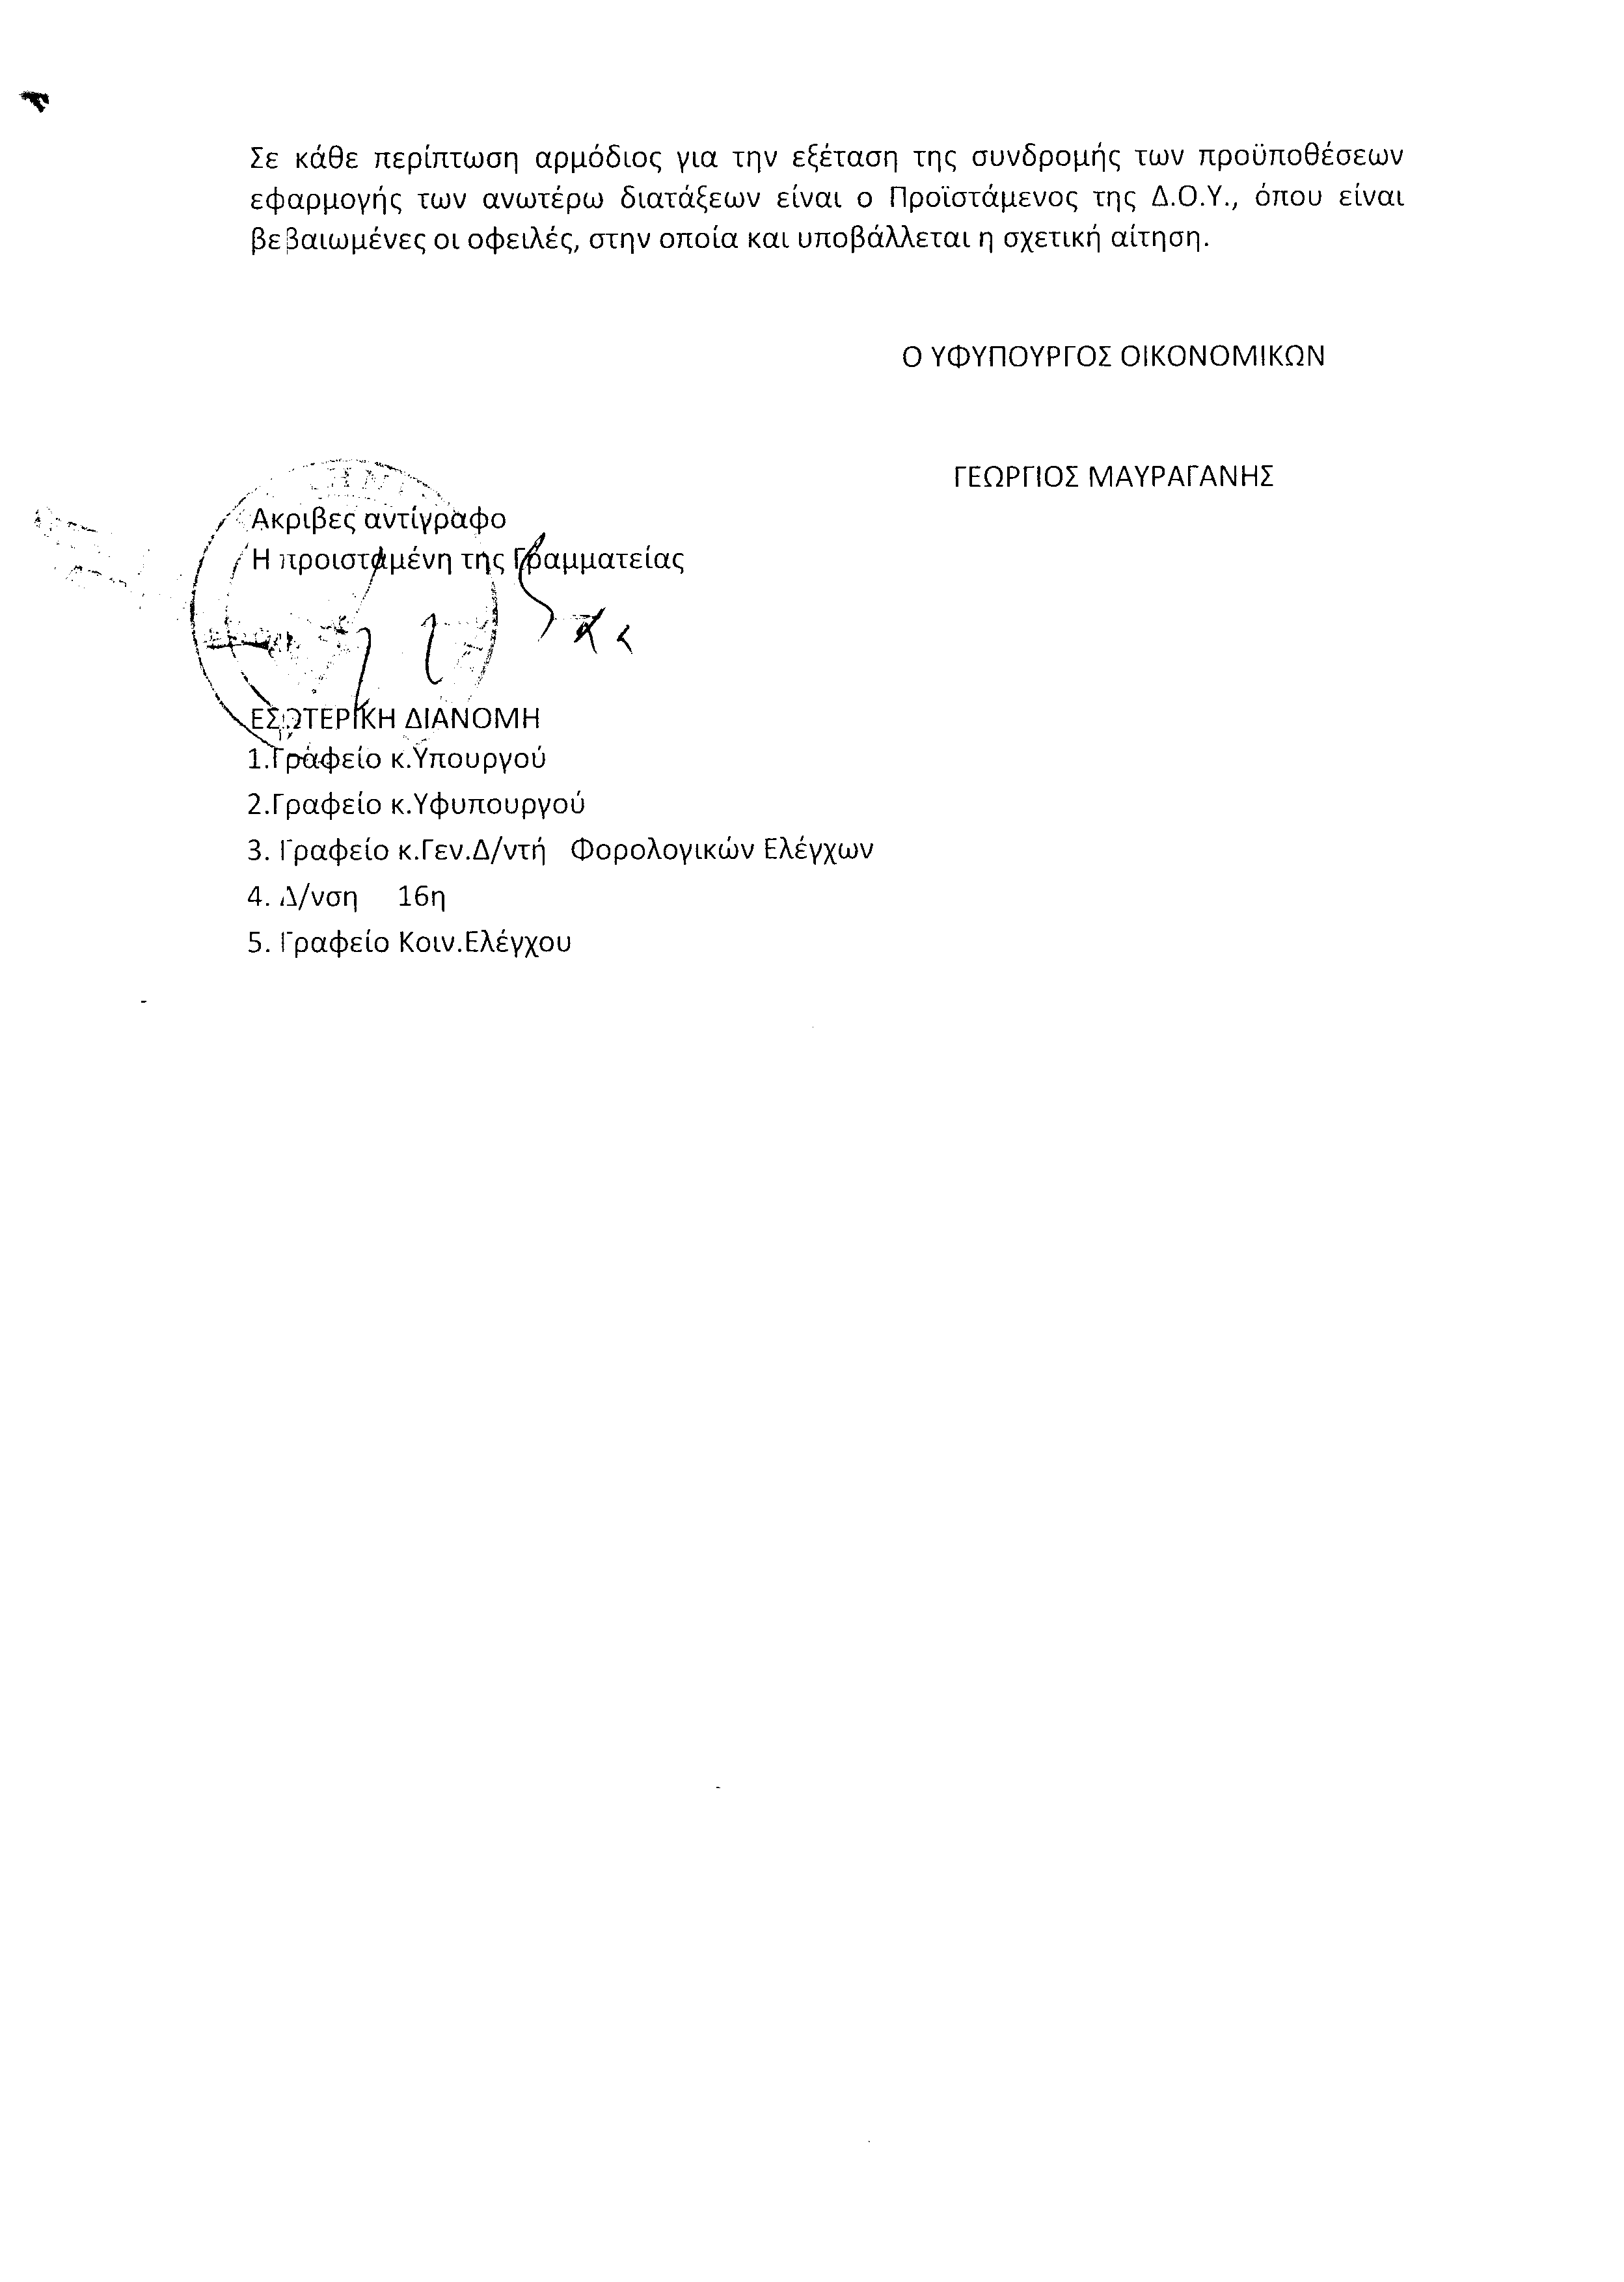 Σε κάθε περίπτωση αρμόδιος για την εξέταση της συνδρομής των προϋποθέσεων
εφαρμογής των ανωτέρω διατάξεων είναι ο Προϊστάμενος της Δ.Ο.Υ., όπου είναι
βεβαιωμένες οι οφειλές, στην οποία και υποβάλλεται η σχετική αίτηση.
Ο ΥΦΥΠΟΥΡΓΟΣ ΟΙΚΟΝΟΜΙΚΩΝ
ΓΕΩΡΓΙΟΣ ΜΑΥΡΑΓΑΝΗΣ
Ακριβες αντίγραφο
Η προισταμένη της Γραμματείας
ΕΣΩΤΕΡΙΚΗ ΔΙΑΝΟΜΗ
1.Γραφείο κ.Υπουργού
2.Γραφείο κ.Υφυπουργού
3. Γραφείο κ.Γεν.Δ/ντή Φορολογικών Ελέγχων
4. Δ/νση 16η
5. Γραφείο Κοιν.Ελέγχου